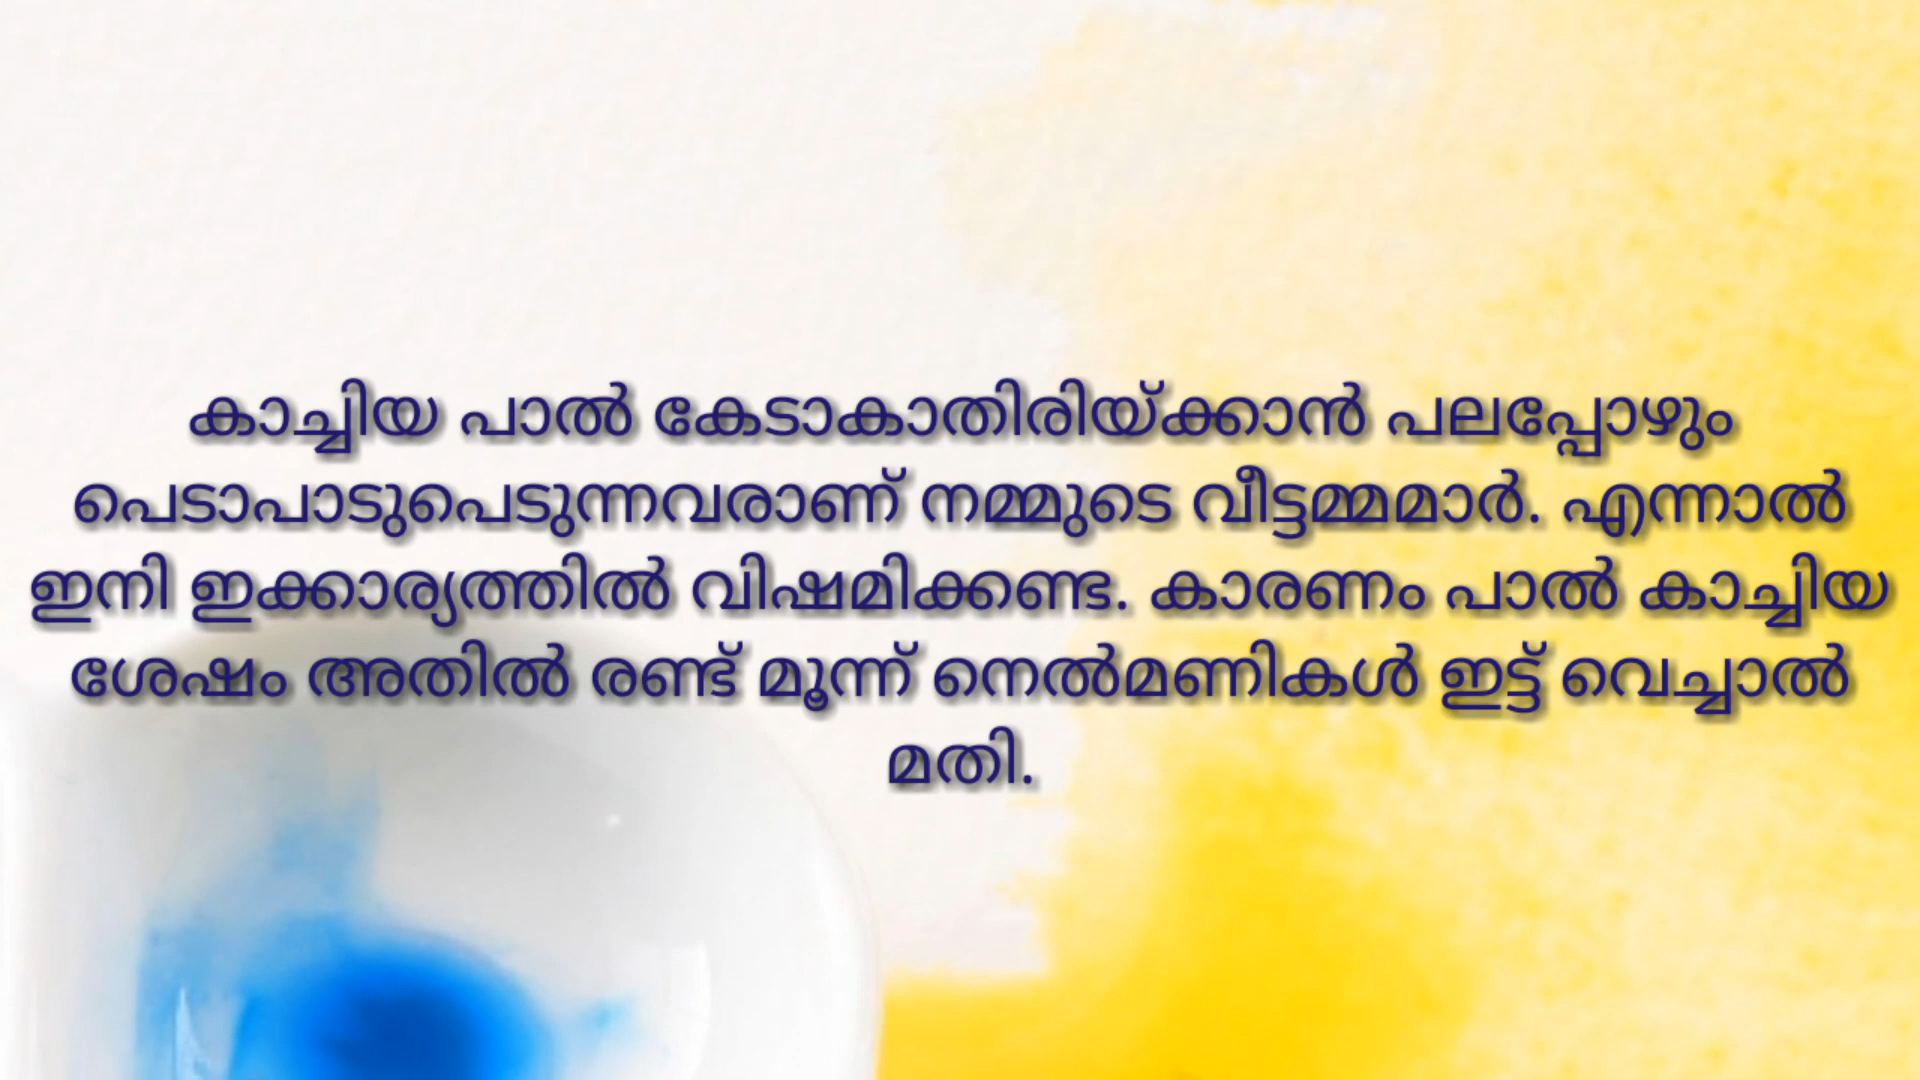 കാച്ചിയ പാൽ കേടാകാതിരിയ്ക്കാൻ പലപ്പോഴും
പെടാപാടുപെടുന്നവരാണ് നമ്മുടെ വീട്ടമ്മമാർ. എന്നാൽ
ഇനി ഇക്കാര്യത്തിൽ വിഷമിക്കണ്ട. കാരണം പാൽ കാച്ചിയ
ശേഷം അതിൽ രണ്ട് മൂന്ന് നെൽമണികൾ ഇട്ട് വെച്ചാൽ
മതി.